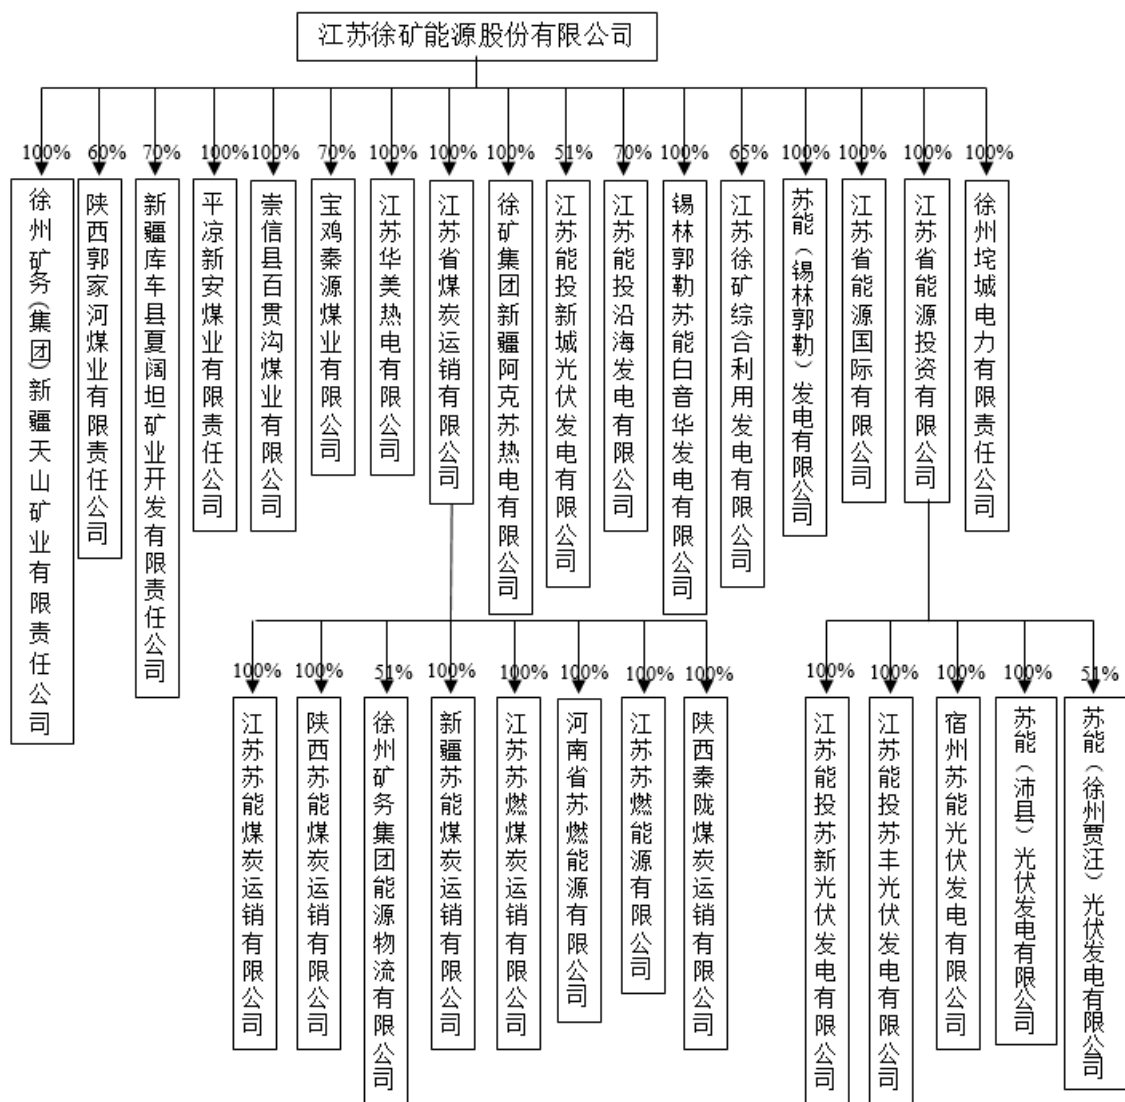 江苏徐矿能源股份有限公司
100% 60% 70% 100% 100% 70% 100% 100% 100% 51% 70% 100% 65% 100% 100% 100% 100%
徐州矿务(集团)新疆天山矿业有限责任公司
陕西郭家河煤业有限责任公司
新疆库车县夏阔坦矿业开发有限责任公司
平凉新安煤业有限责任公司
崇信县百贯沟煤业有限公司
宝鸡秦源煤业有限公司
江苏华美热电有限公司
江苏省煤炭运销有限公司
徐矿集团新疆阿克苏热电有限公司
江苏能投新城光伏发电有限公司
江苏能投沿海发电有限公司
锡林郭勒苏能白音华发电有限公司
江苏徐矿综合利用发电有限公司
苏能（锡林郭勒）发电有限公司
江苏省能源国际有限公司
江苏省能源投资有限公司
徐州垞城电力有限责任公司
100% 100% 51% 100% 100% 100% 100% 100% 100% 100% 100% 100% 51%
江苏苏能煤炭运销有限公司
陕西苏能煤炭运销有限公司
徐州矿务集团能源物流有限公司
新疆苏能煤炭运销有限公司
江苏苏燃煤炭运销有限公司
河南省苏燃能源有限公司
江苏苏燃能源有限公司
陕西秦陇煤炭运销有限公司
江苏能投苏新光伏发电有限公司
江苏能投苏丰光伏发电有限公司
宿州苏能光伏发电有限公司
苏能（沛县）光伏发电有限公司
苏能（徐州贾汪）光伏发电有限公司